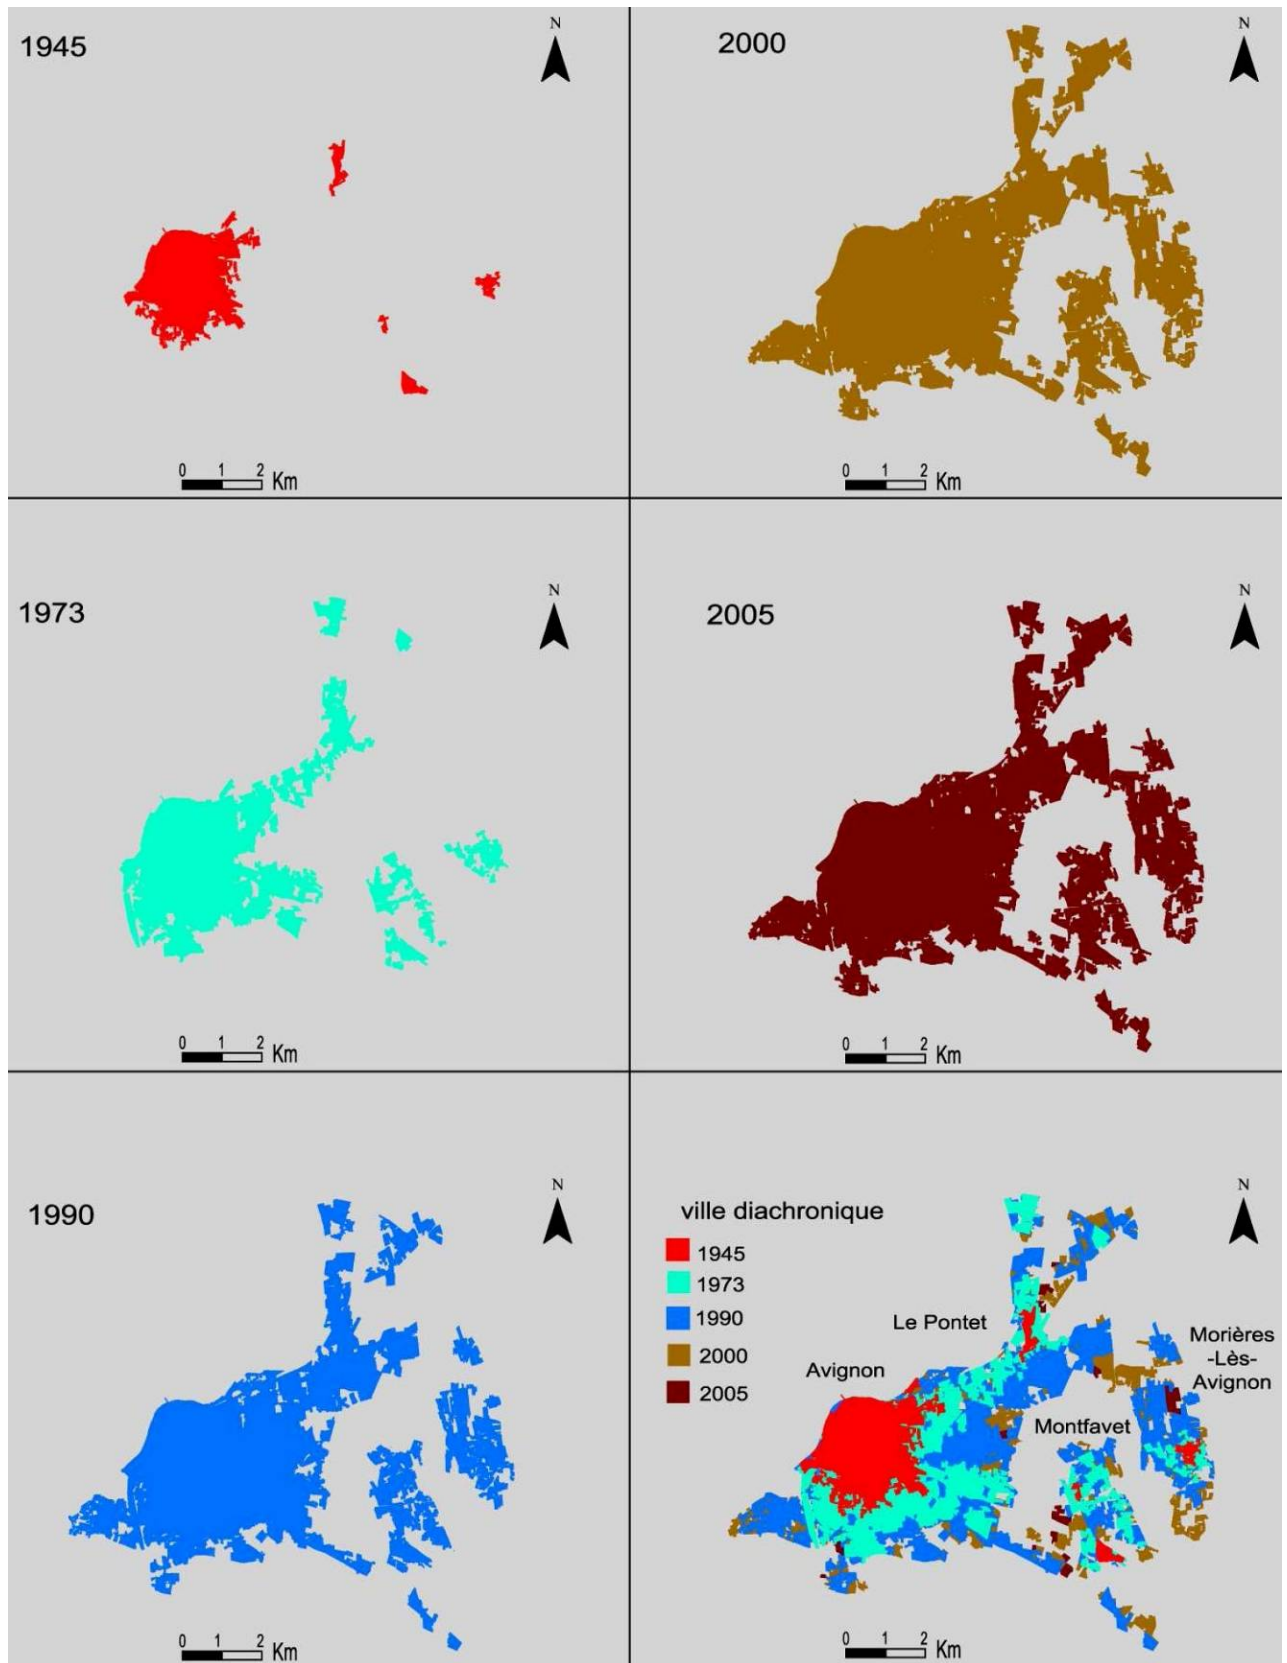 1945
N
0 1 2 Km
2000
N
0 1 2 Km
1973
N
0 1 2 Km
2005
N
0 1 2 Km
1990
N
0 1 2 Km
ville diachronique
1945
1973
1990
2000
2005
N
Le Pontet
Avignon
Morières
-Lès-
Avignon
Montfavet
0 1 2 Km